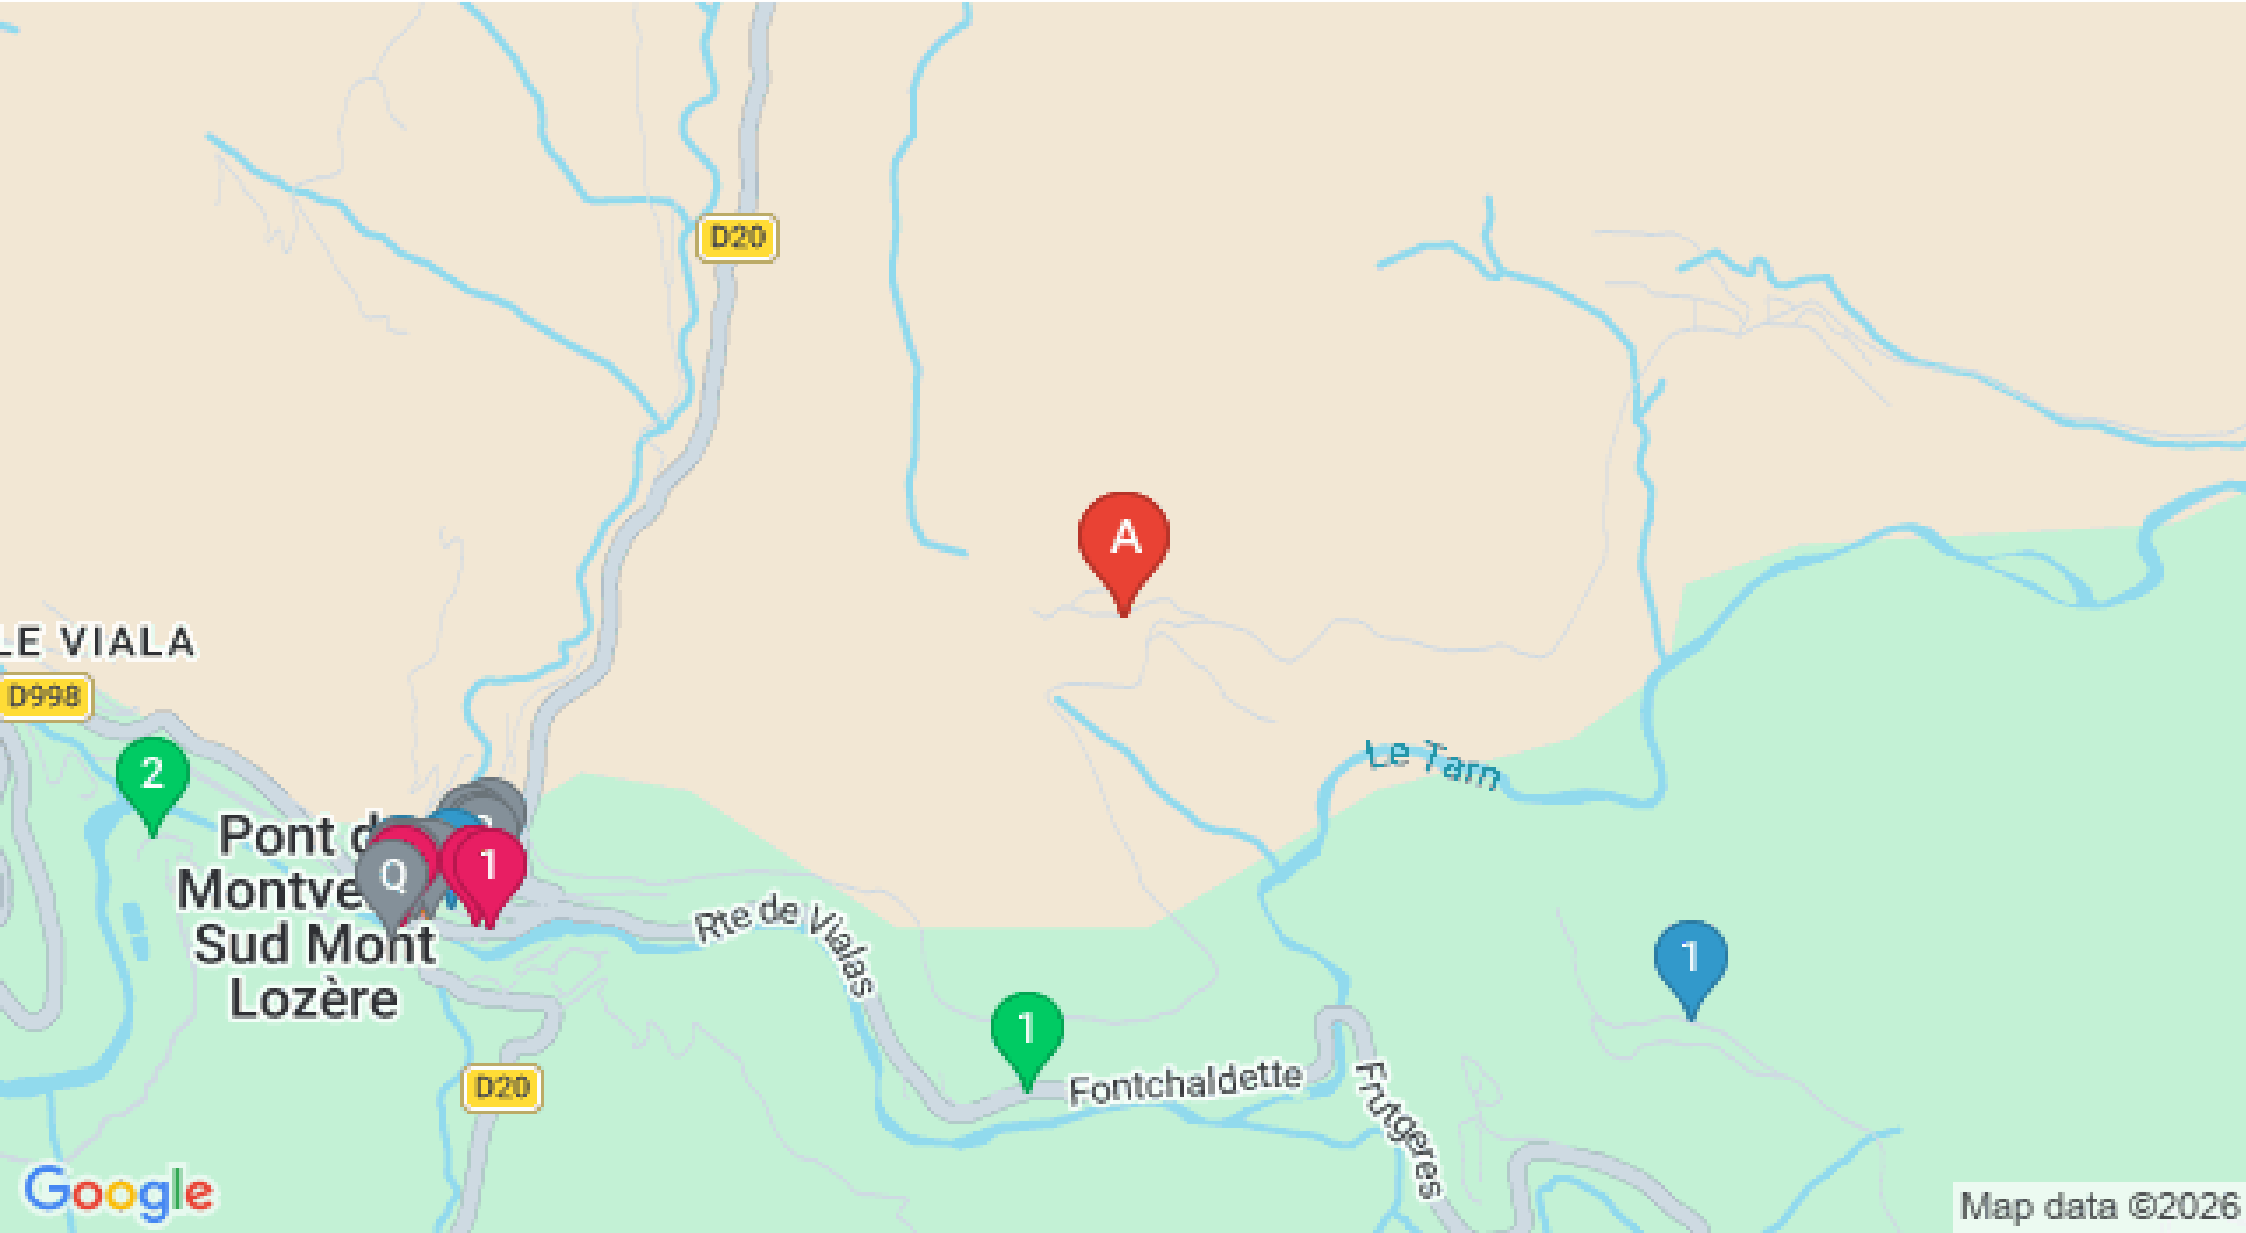 D20
A
LE VIALA
D998
2
Pont d
Montve
Sud Mont
Lozère
1
Q
Le Tarn
Rte de Vialas
1
1
Fontchaldette
Frutgères
D20
Google
Map data ©2026